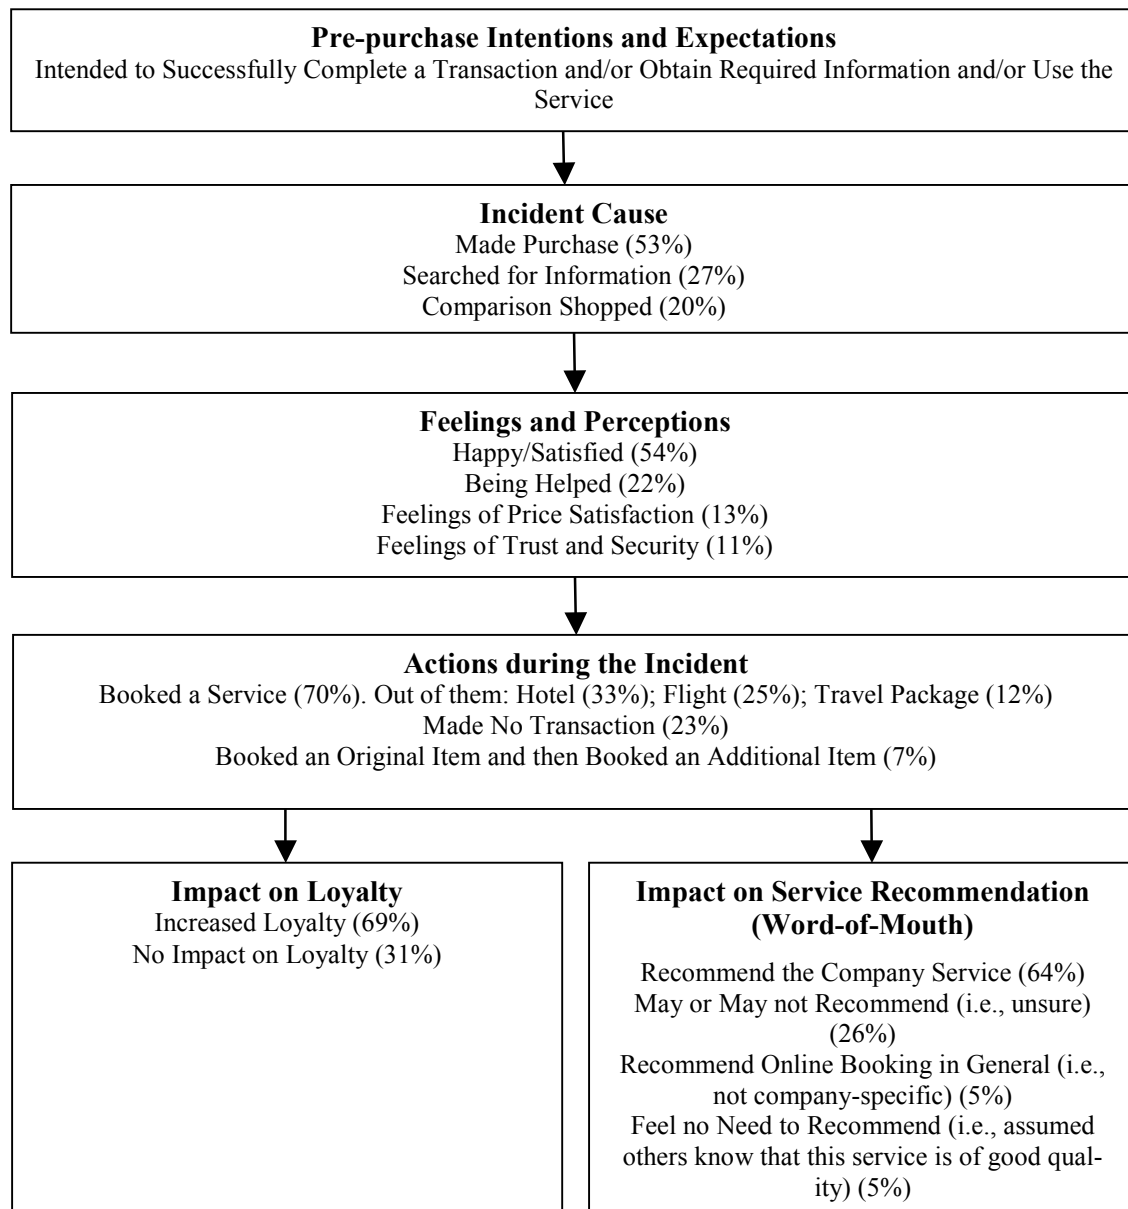 Pre-purchase Intentions and Expectations
Intended to Successfully Complete a Transaction and/or Obtain Required Information and/or Use the
Service
Incident Cause
Made Purchase (53%)
Searched for Information (27%)
Comparison Shopped (20%)
Feelings and Perceptions
Happy/Satisfied (54%)
Being Helped (22%)
Feelings of Price Satisfaction (13%)
Feelings of Trust and Security (11%)
Actions during the Incident
Booked a Service (70%). Out of them: Hotel (33%); Flight (25%); Travel Package (12%)
Made No Transaction (23%)
Booked an Original Item and then Booked an Additional Item (7%)
Impact on Loyalty
Increased Loyalty (69%)
No Impact on Loyalty (31%)
Impact on Service Recommendation
(Word-of-Mouth)
Recommend the Company Service (64%)
May or May not Recommend (i.e., unsure)
(26%)
Recommend Online Booking in General (i.e.,
not company-specific) (5%)
Feel no Need to Recommend (i.e., assumed
others know that this service is of good qual-
ity) (5%)